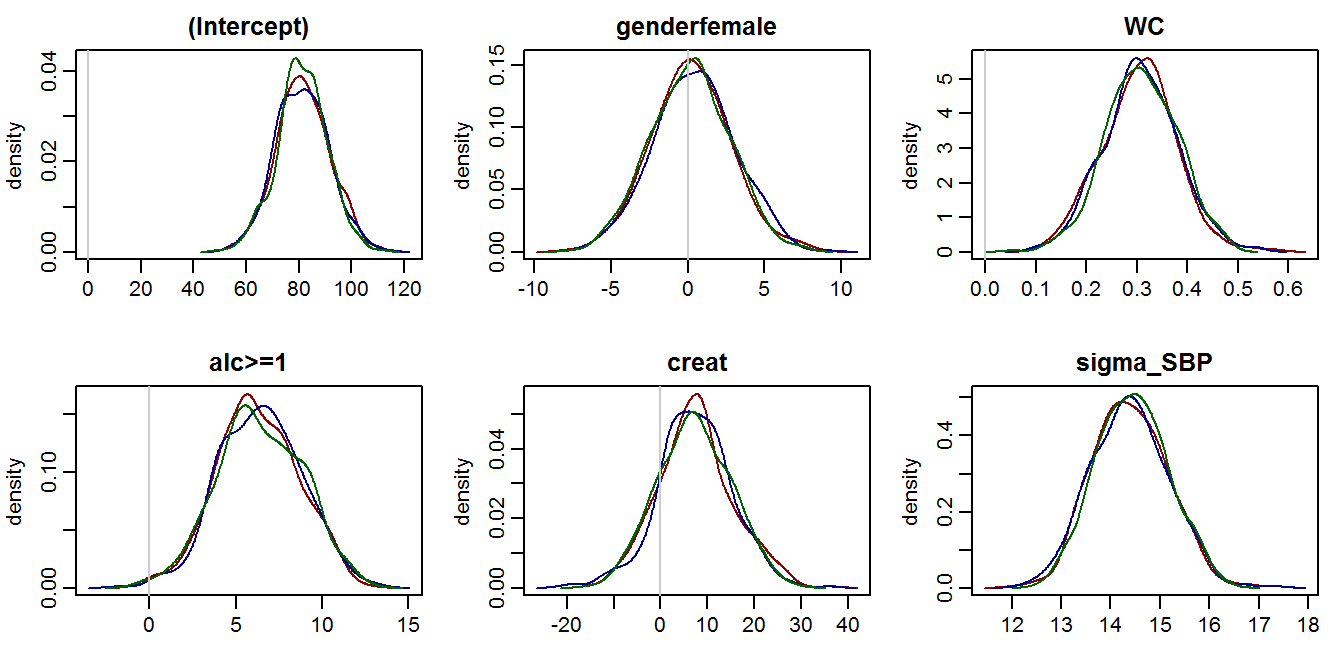 (Intercept)
density
0.00
0.02
0.04
0 20 40 60 80 100 120
genderfemale
density
0.00 0.05 0.10 0.15
-10 -5 0 5 10
WC
density
0 1 2 3 4 5
0.0 0.1 0.2 0.3 0.4 0.5 0.6
alc>=1
density
0.00 0.10
0 5 10 15
creat
density
0.00 0.02 0.04
-20 0 10 20 30 40
sigma_SBP
density
0.0 0.2 0.4
12 13 14 15 16 17 18